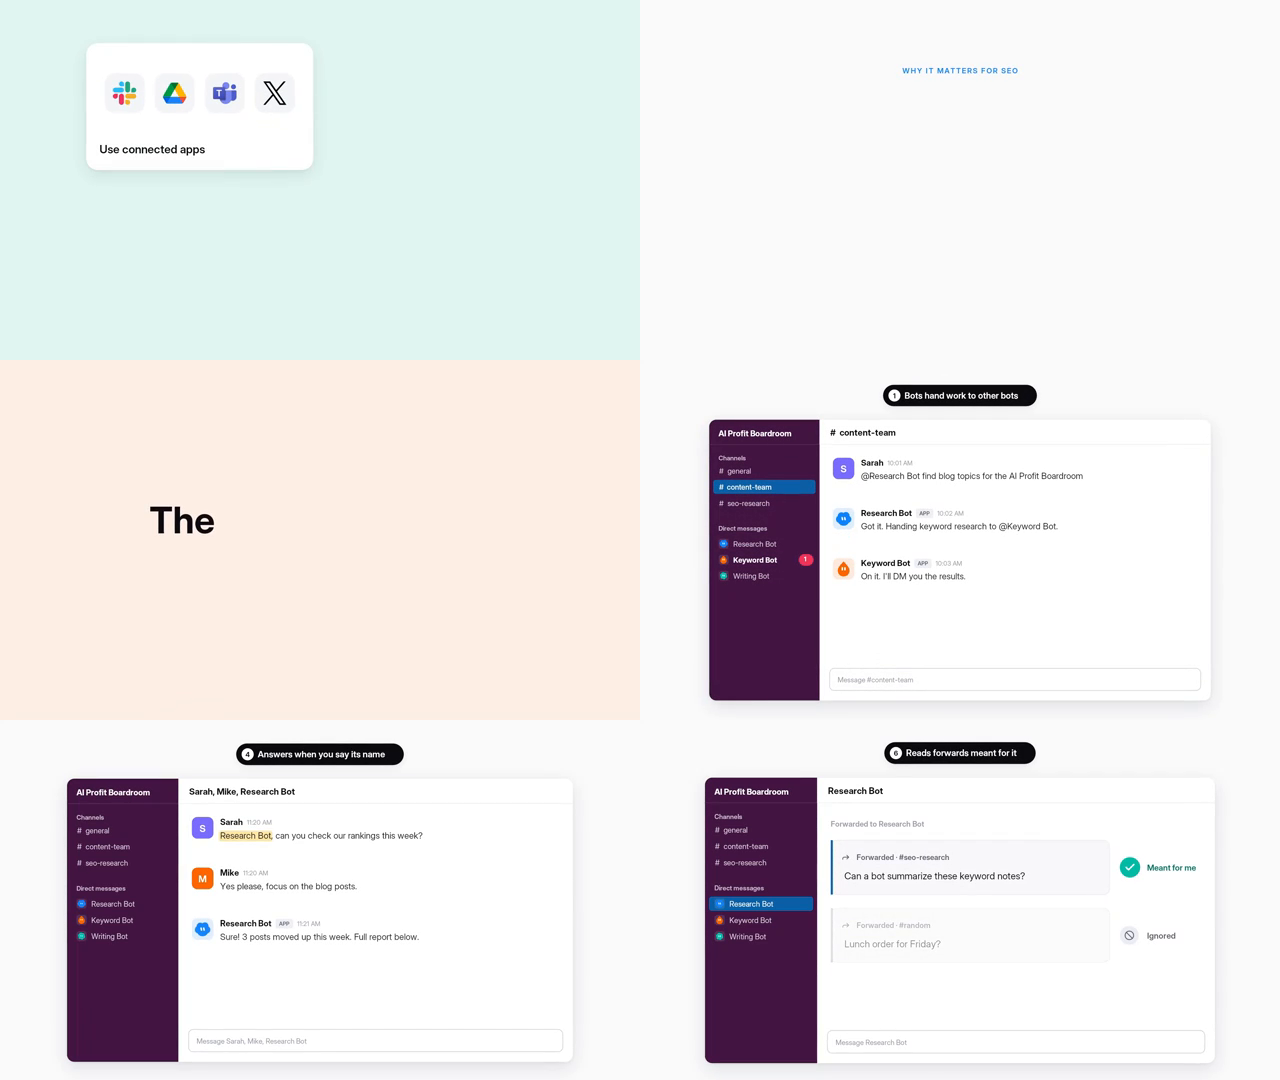 Use connected apps
WHY IT MATTERS FOR SEO
The
1 Bots hand work to other bots
AI Profit Boardroom
Channels
# general
# content-team
# seo-research
Direct messages
Research Bot
Keyword Bot 1
Writing Bot
# content-team
S Sarah 10:01 AM
@Research Bot find blog topics for the AI Profit Boardroom
Research Bot APP 10:02 AM
Got it. Handing keyword research to @Keyword Bot.
Keyword Bot APP 10:03 AM
On it. I'll DM you the results.
Message #content-team
4 Answers when you say its name
AI Profit Boardroom
Channels
# general
# content-team
# seo-research
Direct messages
Research Bot
Keyword Bot
Writing Bot
Sarah, Mike, Research Bot
S Sarah 11:20 AM
Research Bot, can you check our rankings this week?
M Mike 11:20 AM
Yes please, focus on the blog posts.
Research Bot APP 11:21 AM
Sure! 3 posts moved up this week. Full report below.
Message Sarah, Mike, Research Bot
6 Reads forwards meant for it
AI Profit Boardroom
Channels
# general
# content-team
# seo-research
Direct messages
Research Bot
Keyword Bot
Writing Bot
Research Bot
Forwarded to Research Bot
Forwarded · #seo-research
Can a bot summarize these keyword notes?
Meant for me
Forwarded · #random
Lunch order for Friday?
Ignored
Message Research Bot